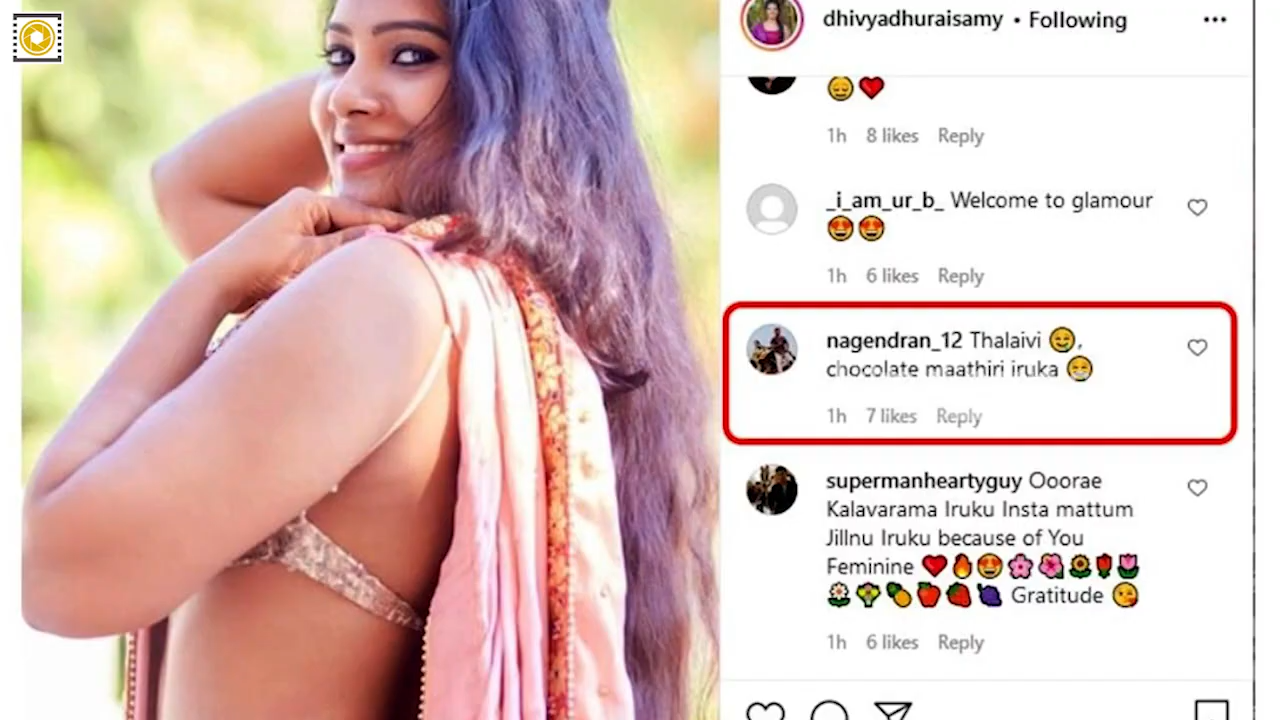 dhivyadhuraisamy • Following
1h 8 likes Reply
_i_am_ur_b_ Welcome to glamour
1h 6 likes Reply
nagendran_12 Thalaivi 🤤,
chocolate maathiri iruka 😁
1h 7 likes Reply
supermanheartyguy Ooorae
Kalavarama Iruku Insta mattum
Jillnu Iruku because of You
Feminine
Gratitude
1h 6 likes Reply